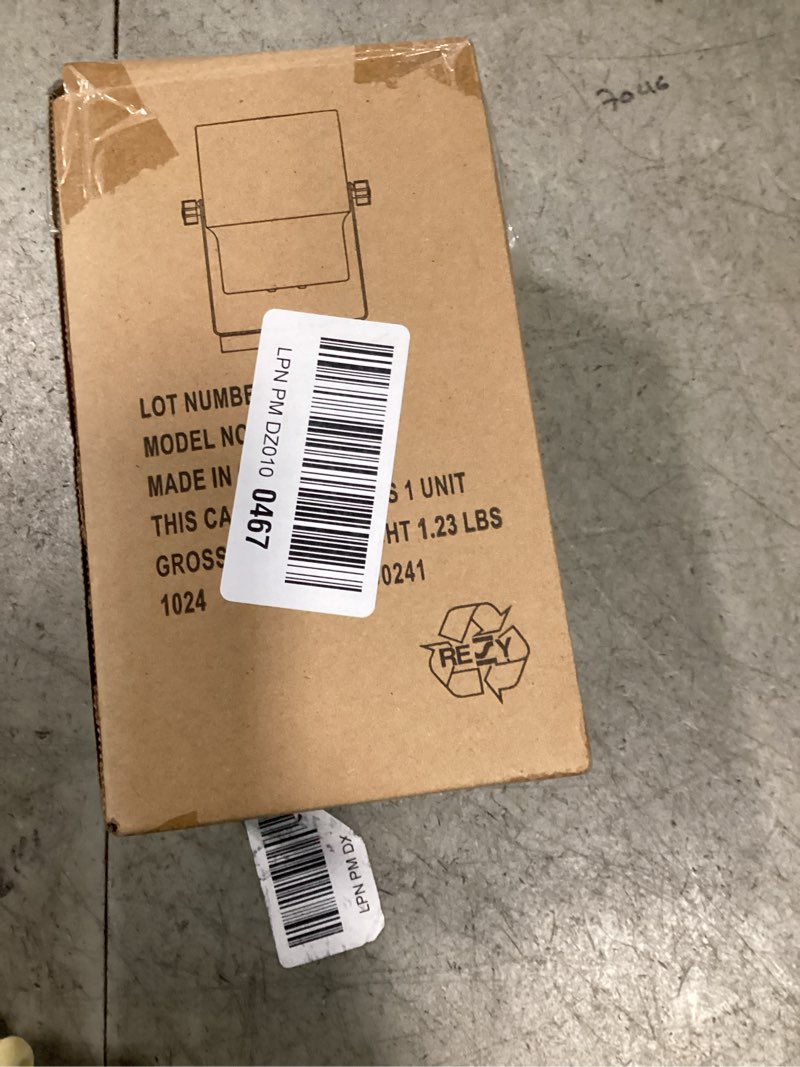 7046
LOT NUMBE
MODEL NO
MADE IN
S 1 UNIT
THIS CA
HT 1.23 LBS
GROSS
0241
1024
LPN PM DZ010 0467
RESY
LPN PM DX